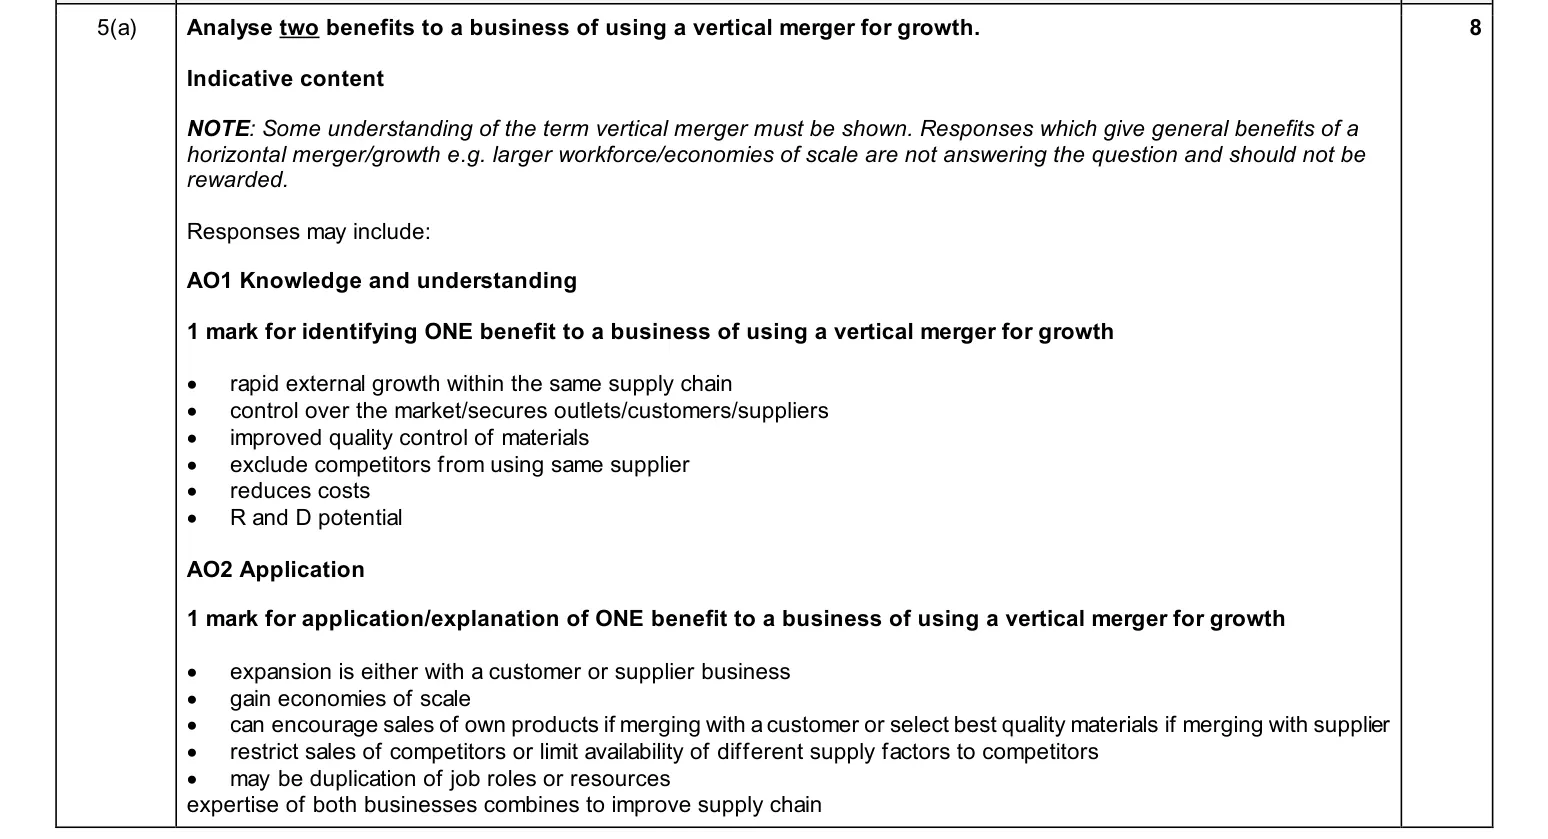 5(a)
Analyse two benefits to a business of using a vertical merger for growth.
8
Indicative content
NOTE: Some understanding of the term vertical merger must be shown. Responses which give general benefits of a
horizontal merger/growth e.g. larger workforce/economies of scale are not answering the question and should not be
rewarded.
Responses may include:
AO1 Knowledge and understanding
1 mark for identifying ONE benefit to a business of using a vertical merger for growth
• rapid external growth within the same supply chain
• control over the market/secures outlets/customers/suppliers
• improved quality control of materials
• exclude competitors from using same supplier
• reduces costs
• R and D potential
AO2 Application
1 mark for application/explanation of ONE benefit to a business of using a vertical merger for growth
• expansion is either with a customer or supplier business
• gain economies of scale
• can encourage sales of own products if merging with a customer or select best quality materials if merging with supplier
• restrict sales of competitors or limit availability of different supply factors to competitors
• may be duplication of job roles or resources
expertise of both businesses combines to improve supply chain